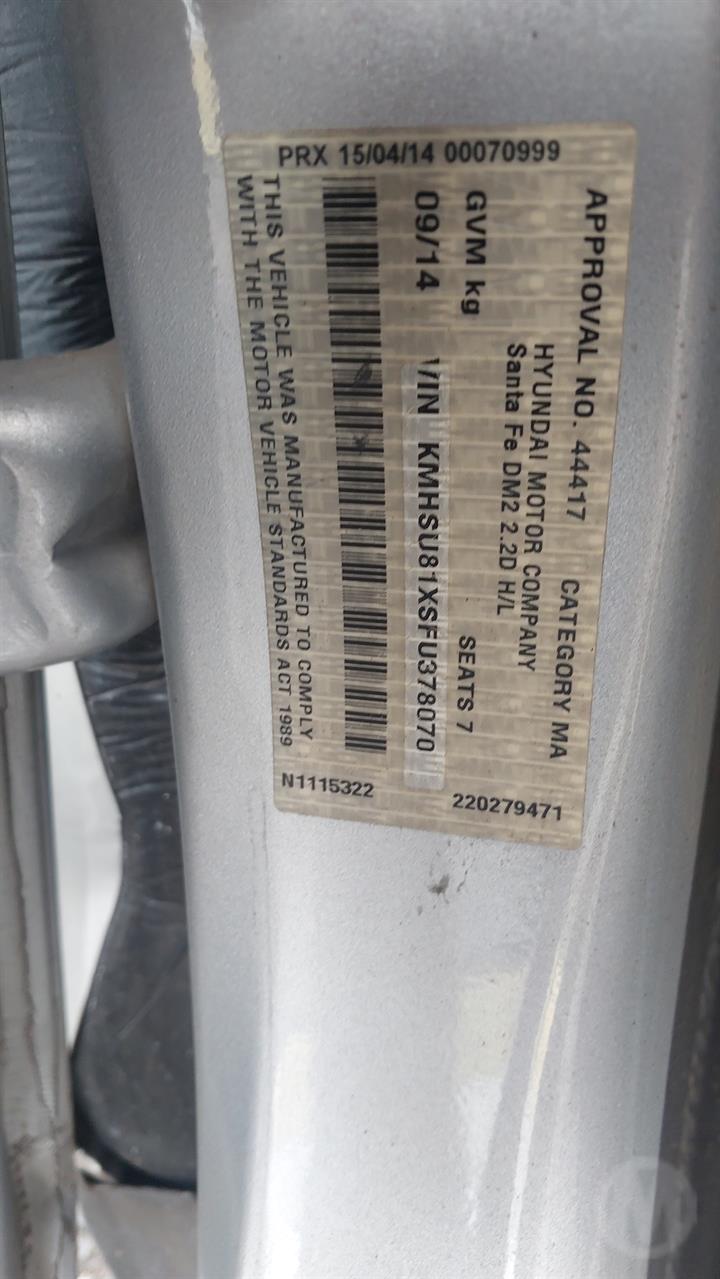 PRX 15/04/14 00070999
APPROVAL NO. 44417 CATEGORY MA
HYUNDAI MOTOR COMPANY
Santa Fe DM2 2.2D H/L
GVM kg SEATS 7
09/14 VIN KMHSU81XSFU378070
THIS VEHICLE WAS MANUFACTURED TO COMPLY
WITH THE MOTOR VEHICLE STANDARDS ACT 1989
N1115322
220279471
M